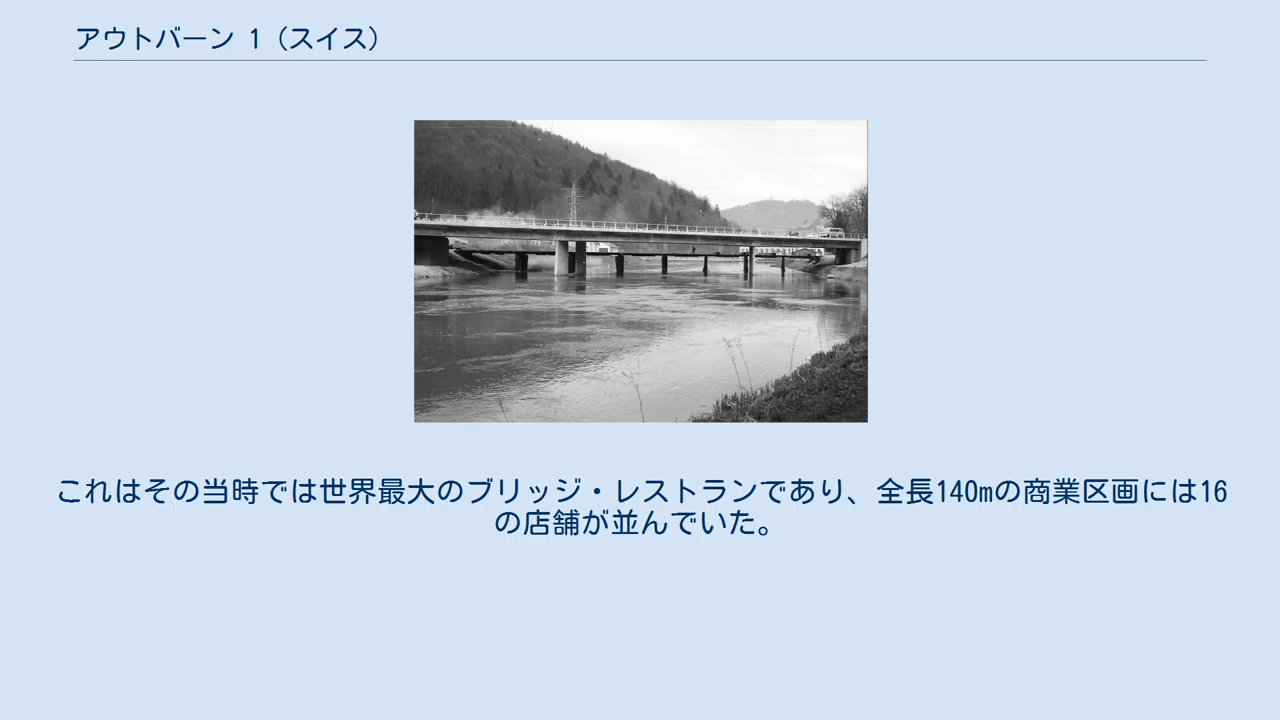 アウトバーン 1（スイス）
これはその当時では世界最大のブリッジ・レストランであり、全長140mの商業区画には16
の店舗が並んでいた。